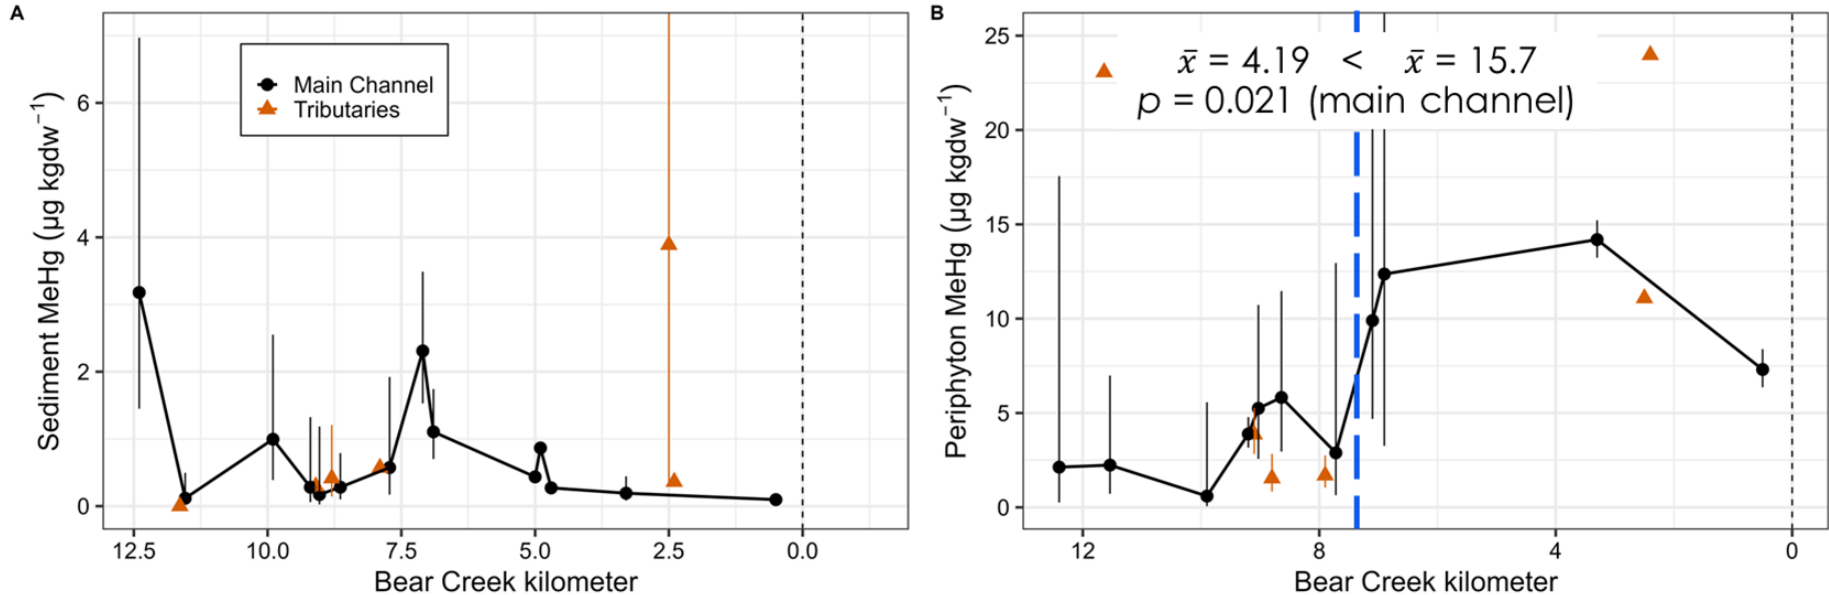 A
Sediment MeHg (µg kgdw⁻¹)
6
4
2
0
Main Channel
Tributaries
12.5 10.0 7.5 5.0 2.5 0.0
Bear Creek kilometer
B
Periphyton MeHg (µg kgdw⁻¹)
25
20
15
10
5
0
x̄ = 4.19 < x̄ = 15.7
p = 0.021 (main channel)
12 8 4 0
Bear Creek kilometer